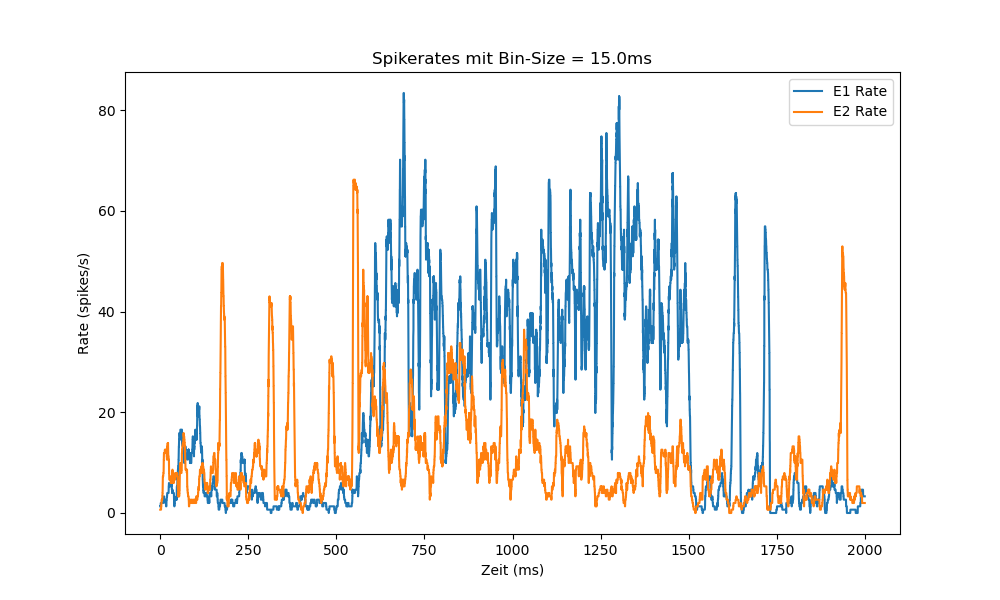 Spikerates mit Bin-Size = 15.0ms
E1 Rate
E2 Rate
80
60
40
20
0
Rate (spikes/s)
0 250 500 750 1000 1250 1500 1750 2000
Zeit (ms)